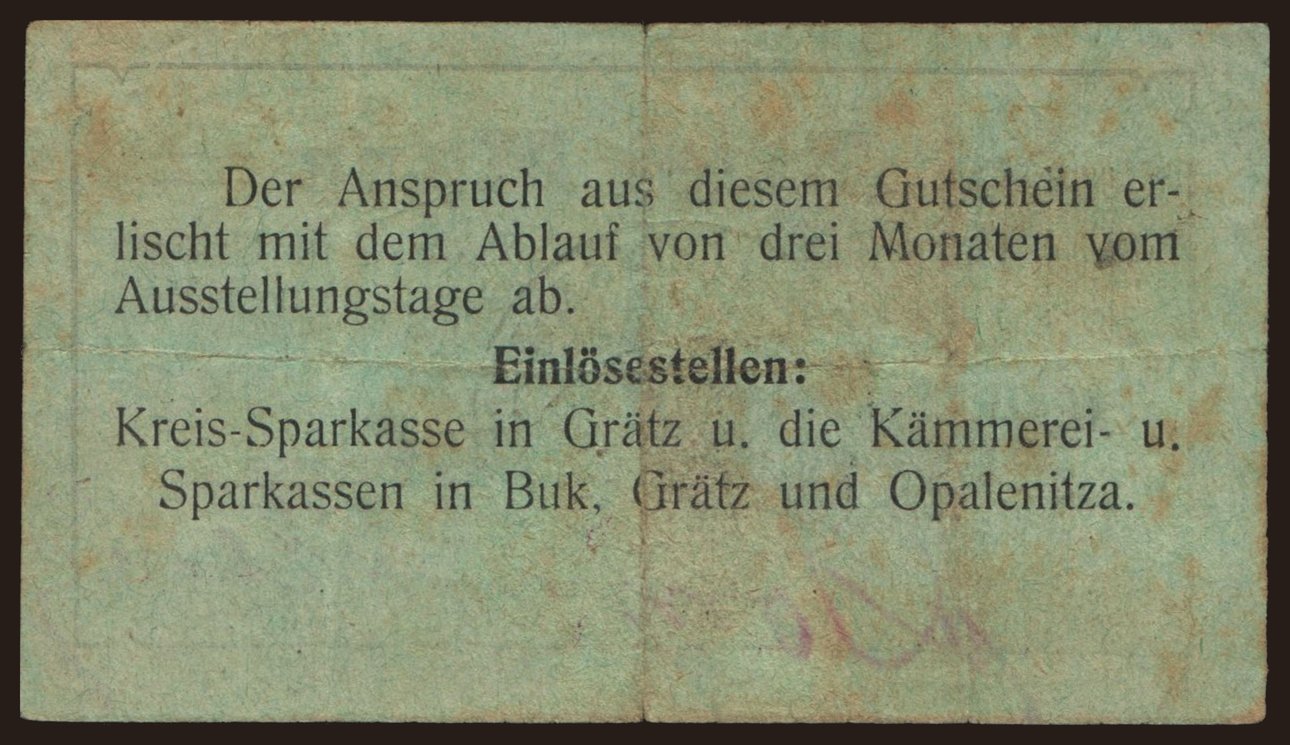 Der Anspruch aus diesem Gutschein er-
lischt mit dem Ablauf von drei Monaten vom
Ausstellungstage ab.
Einlösestellen:
Kreis-Sparkasse in Grätz u. die Kämmerei- u.
Sparkassen in Buk, Grätz und Opalenitza.